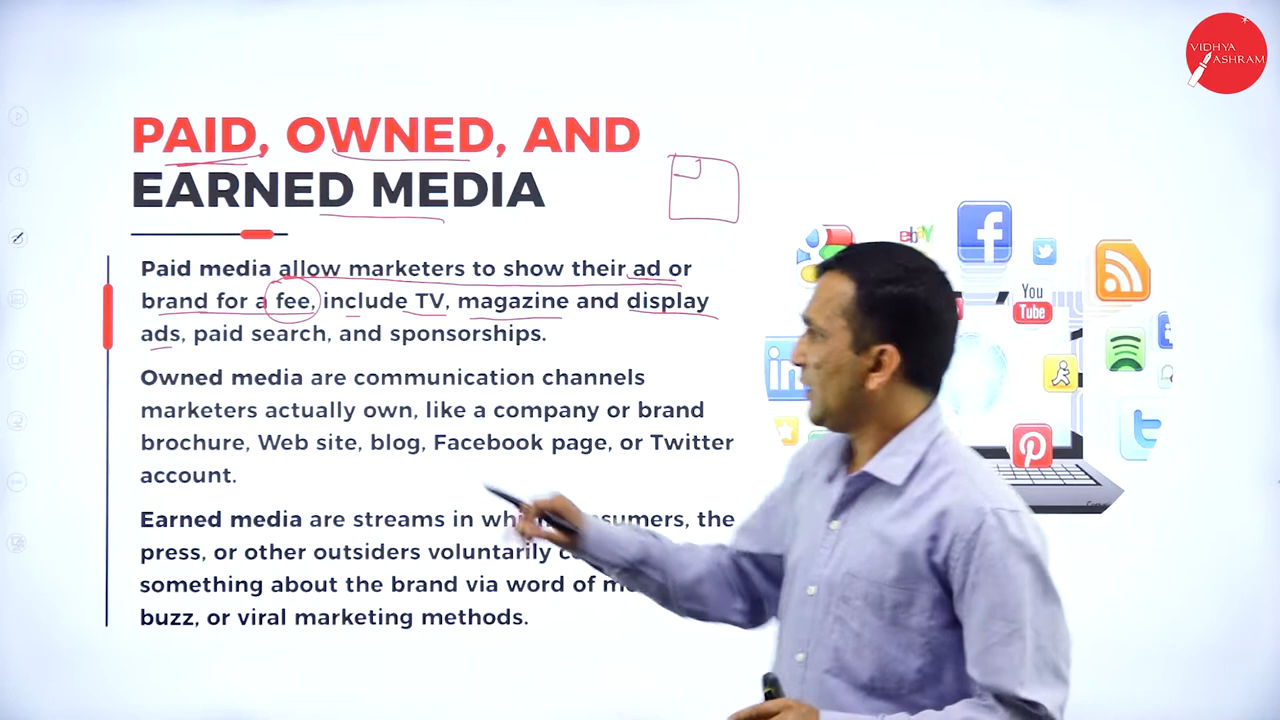 VIDHYA
ASHRAM
PAID, OWNED, AND
EARNED MEDIA
Paid media allow marketers to show their ad or
brand for a fee, include TV, magazine and display
ads, paid search, and sponsorships.
Owned media are communication channels
marketers actually own, like a company or brand
brochure, Web site, blog, Facebook page, or Twitter
account.
Earned media are streams in consumers, the
press, or other outsiders voluntarily
something about the brand via word of
buzz, or viral marketing methods.
ebay
You
Tube